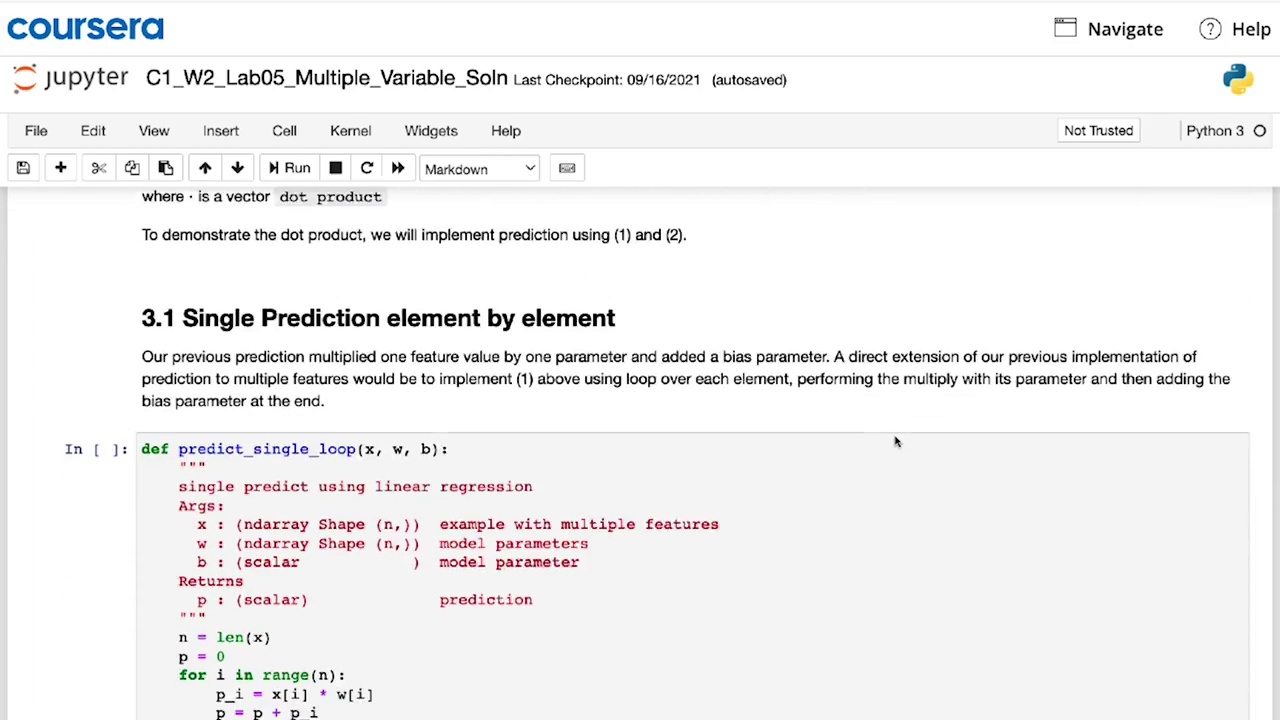 coursera
Navigate
Help
jupyter C1_W2_Lab05_Multiple_Variable_Soln Last Checkpoint: 09/16/2021 (autosaved)
File Edit View Insert Cell Kernel Widgets Help Not Trusted Python 3
Run Markdown
where · is a vector dot product
To demonstrate the dot product, we will implement prediction using (1) and (2).
3.1 Single Prediction element by element
Our previous prediction multiplied one feature value by one parameter and added a bias parameter. A direct extension of our previous implementation of
prediction to multiple features would be to implement (1) above using loop over each element, performing the multiply with its parameter and then adding the
bias parameter at the end.
In [ ]: def predict_single_loop(x, w, b):
"""
single predict using linear regression
Args:
x : (ndarray Shape (n,)) example with multiple features
w : (ndarray Shape (n,)) model parameters
b : (scalar ) model parameter
Returns
p : (scalar) prediction
"""
n = len(x)
p = 0
for i in range(n):
p_i = x[i] * w[i]
p = p + p_i